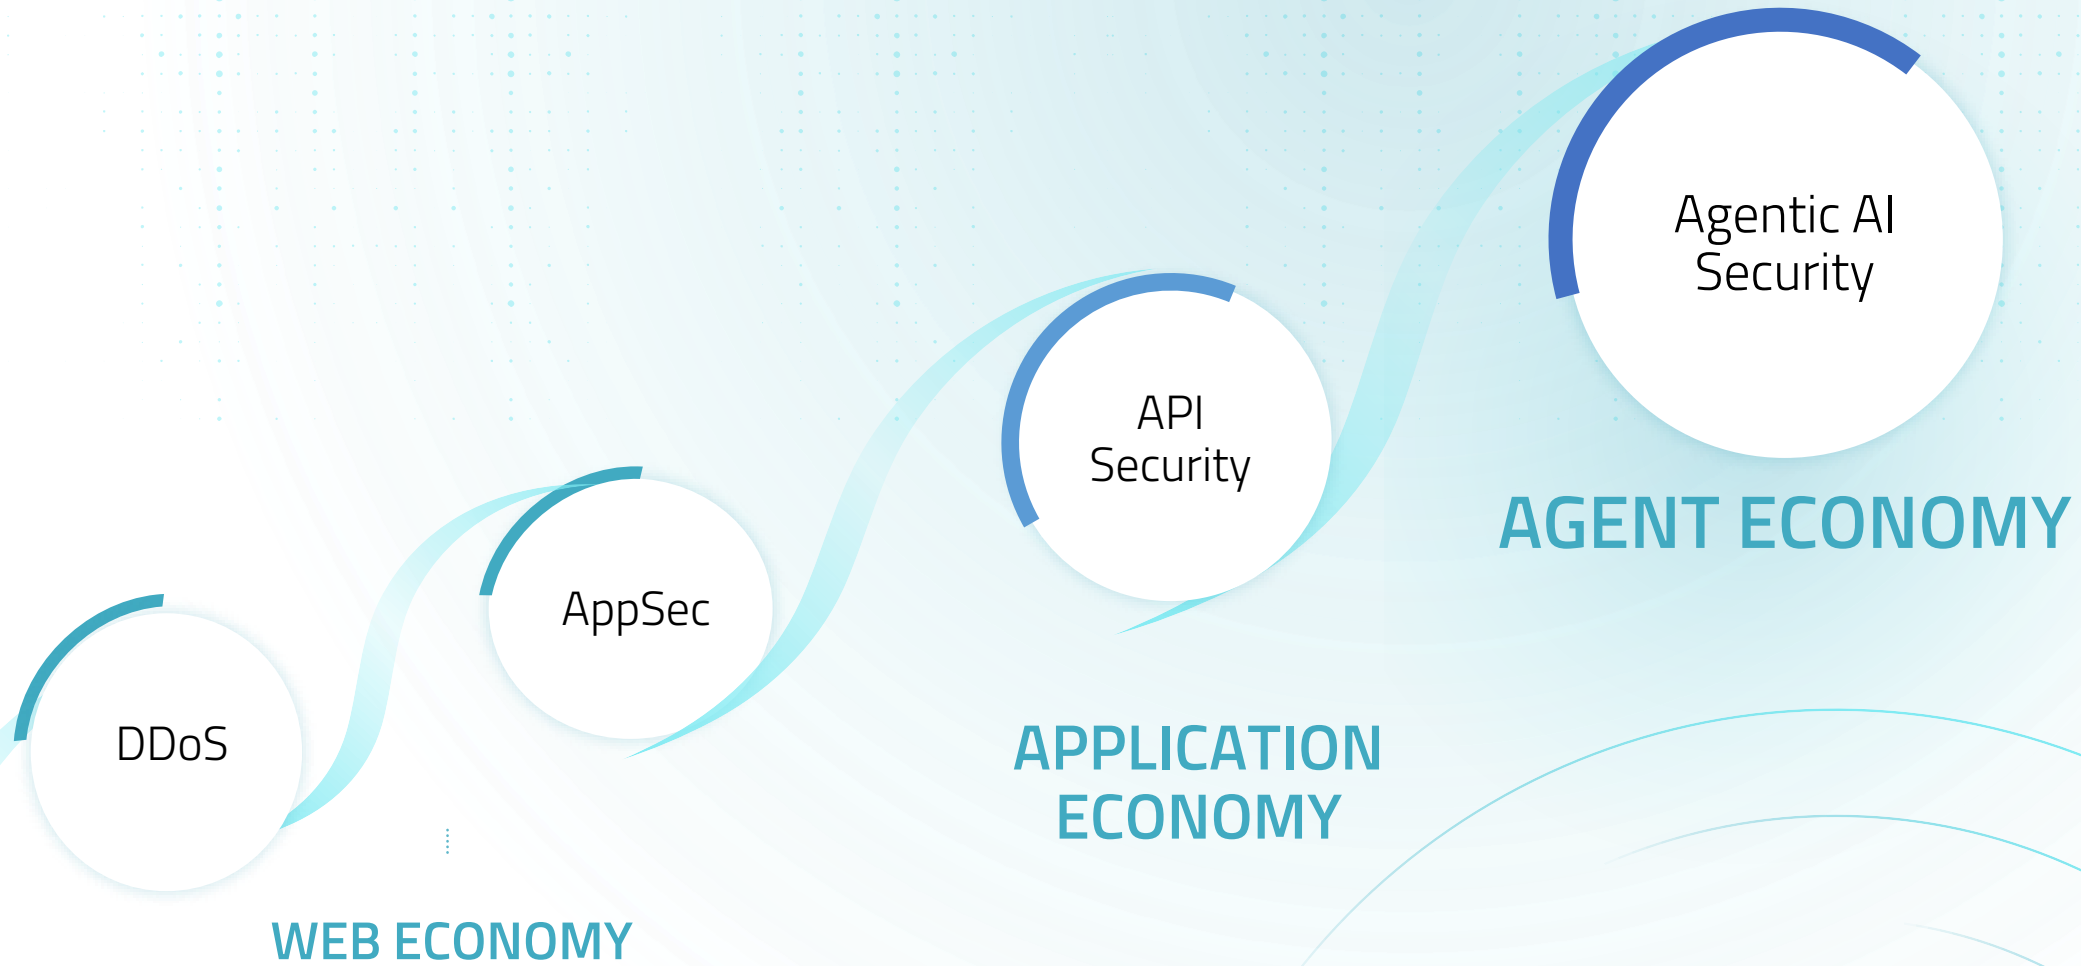 DDoS
AppSec
WEB ECONOMY
API
Security
APPLICATION
ECONOMY
Agentic AI
Security
AGENT ECONOMY